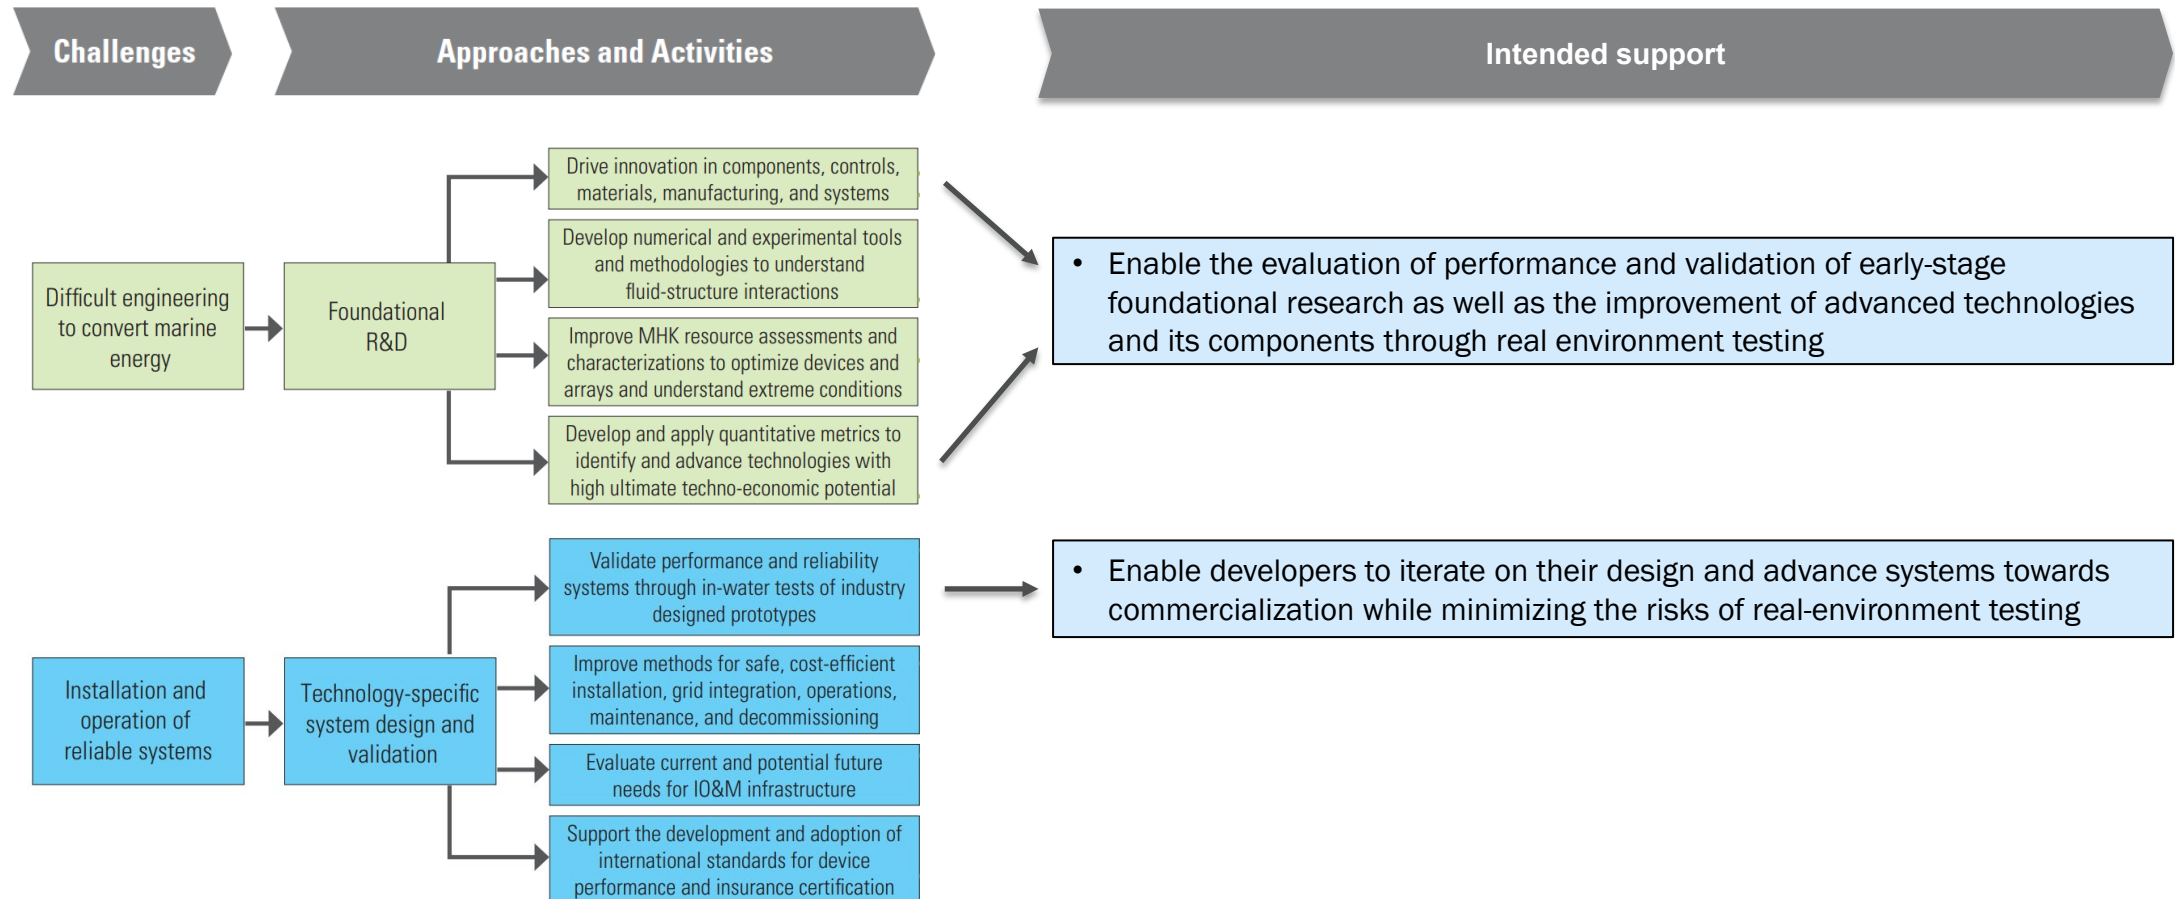 Challenges
Approaches and Activities
Intended support
Difficult engineering
to convert marine
energy
Foundational
R&D
Drive innovation in components, controls,
materials, manufacturing, and systems
Develop numerical and experimental tools
and methodologies to understand
fluid-structure interactions
Improve MHK resource assessments and
characterizations to optimize devices and
arrays and understand extreme conditions
Develop and apply quantitative metrics to
identify and advance technologies with
high ultimate techno-economic potential
• Enable the evaluation of performance and validation of early-stage
foundational research as well as the improvement of advanced technologies
and its components through real environment testing
Installation and
operation of
reliable systems
Technology-specific
system design and
validation
Validate performance and reliability
systems through in-water tests of industry
designed prototypes
Improve methods for safe, cost-efficient
installation, grid integration, operations,
maintenance, and decommissioning
Evaluate current and potential future
needs for IO&M infrastructure
Support the development and adoption of
international standards for device
performance and insurance certification
• Enable developers to iterate on their design and advance systems towards
commercialization while minimizing the risks of real-environment testing